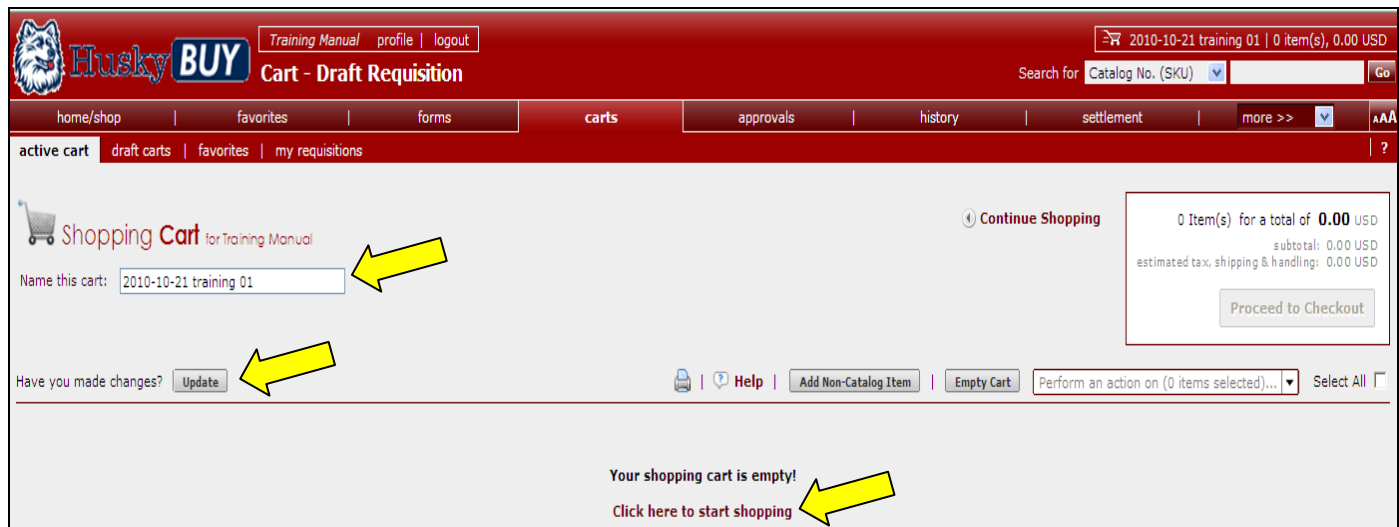 Training Manual profile | logout
2010-10-21 training 01 | 0 item(s), 0.00 USD
Husky BUY
Cart - Draft Requisition
Search for Catalog No. (SKU) Go
home/shop | favorites | forms carts approvals | history | settlement | more >> AAA
active cart draft carts | favorites | my requisitions | ?
Shopping Cart for Training Manual
Continue Shopping
0 Item(s) for a total of 0.00 USD
subtotal: 0.00 USD
estimated tax, shipping & handling: 0.00 USD
Name this cart: 2010-10-21 training 01
Proceed to Checkout
Have you made changes? Update
| ? Help | Add Non-Catalog Item | Empty Cart Perform an action on (0 items selected)... Select All
Your shopping cart is empty!
Click here to start shopping